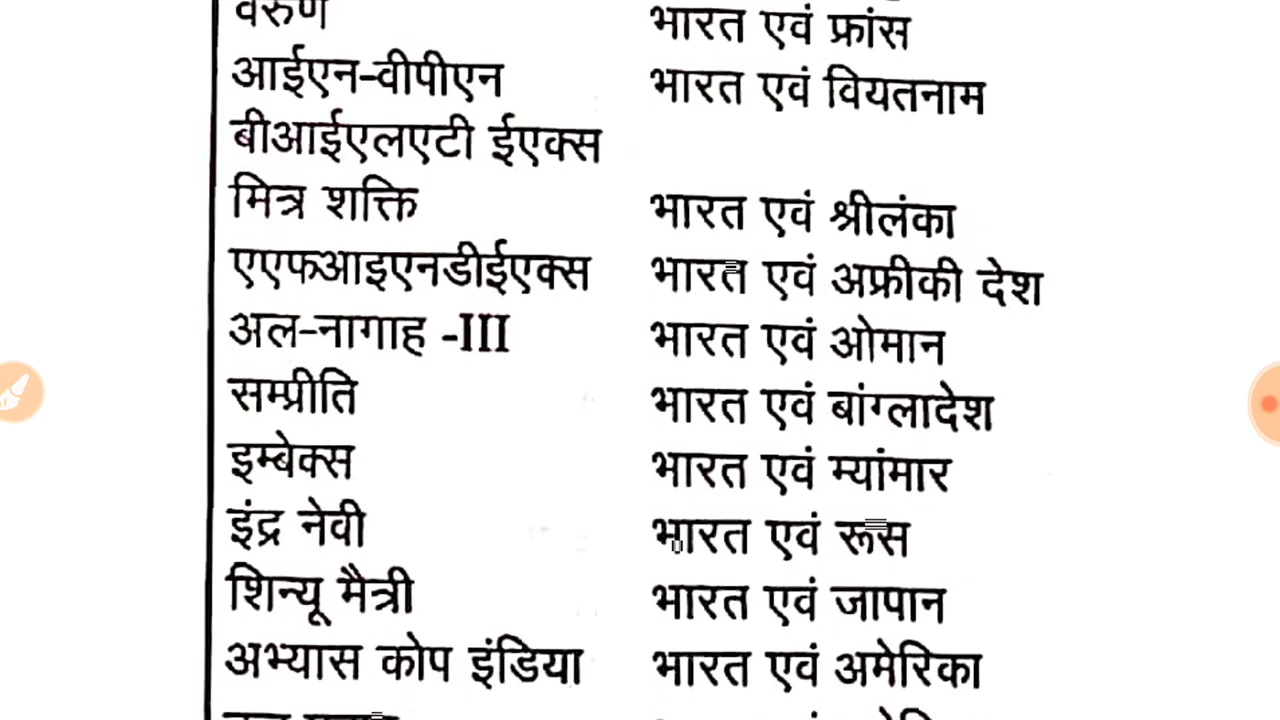 वरुण भारत एवं फ्रांस
आईएन-वीपीएन भारत एवं वियतनाम
बीआईएलएटी ईएक्स
मित्र शक्ति भारत एवं श्रीलंका
एएफआइएनडीईएक्स भारत एवं अफ्रीकी देश
अल-नागाह -III भारत एवं ओमान
सम्प्रीति भारत एवं बांग्लादेश
इम्बेक्स भारत एवं म्यांमार
इंद्र नेवी भारत एवं रूस
शिन्यू मैत्री भारत एवं जापान
अभ्यास कोप इंडिया भारत एवं अमेरिका